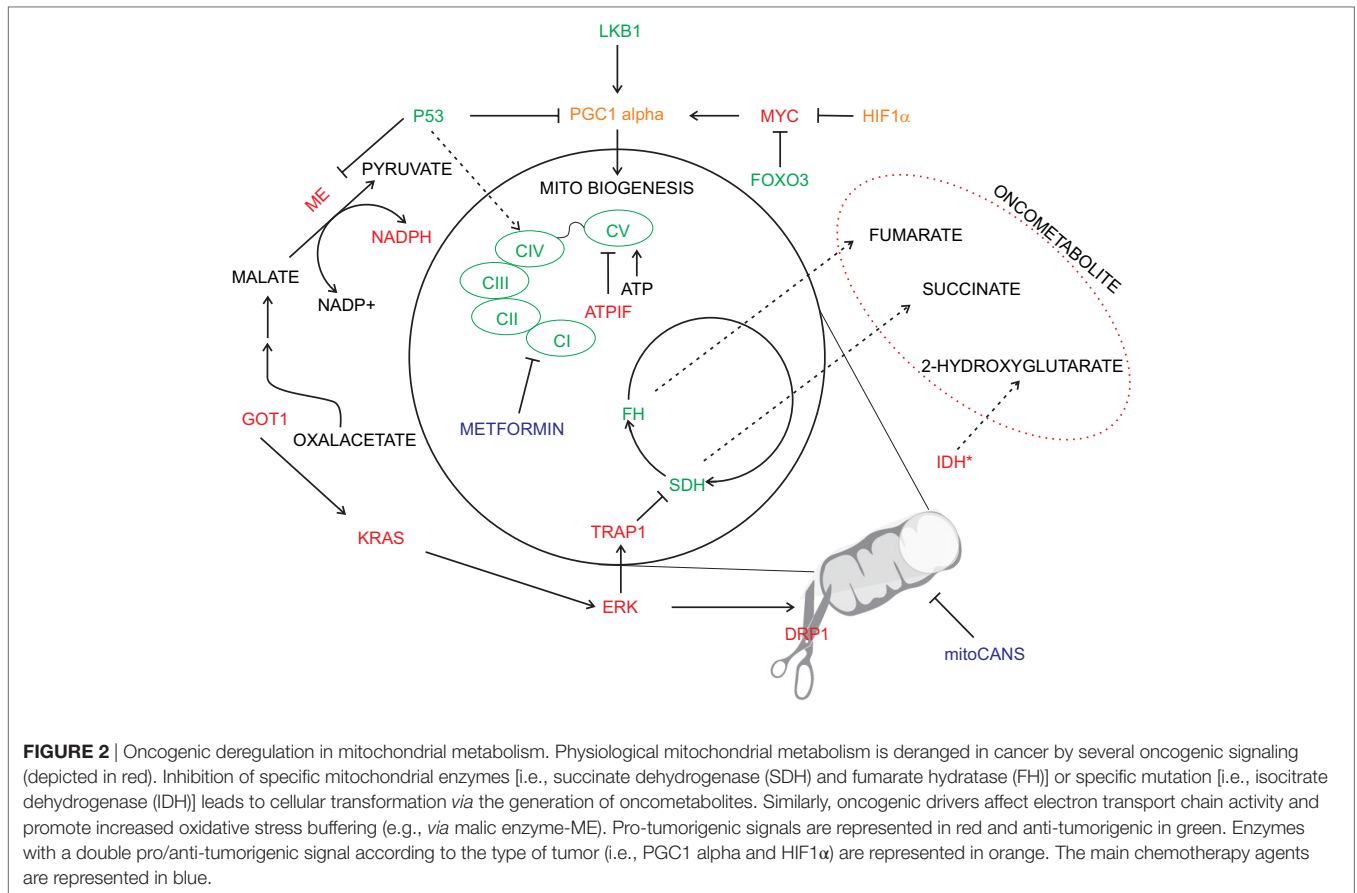 LKB1
P53
PGC1 alpha
MYC
HIF1α
FOXO3
PYRUVATE
ME
NADPH
MALATE
NADP+
MITO BIOGENESIS
CV
CIV
CIII
CII
CI
ATP
ATPIF
METFORMIN
GOT1
OXALACETATE
KRAS
FH
SDH
TRAP1
ERK
DRP1
mitoCANS
ONCOMETABOLITE
FUMARATE
SUCCINATE
2-HYDROXYGLUTARATE
IDH*
FIGURE 2 | Oncogenic deregulation in mitochondrial metabolism. Physiological mitochondrial metabolism is deranged in cancer by several oncogenic signaling
(depicted in red). Inhibition of specific mitochondrial enzymes [i.e., succinate dehydrogenase (SDH) and fumarate hydratase (FH)] or specific mutation [i.e., isocitrate
dehydrogenase (IDH)] leads to cellular transformation via the generation of oncometabolites. Similarly, oncogenic drivers affect electron transport chain activity and
promote increased oxidative stress buffering (e.g., via malic enzyme-ME). Pro-tumorigenic signals are represented in red and anti-tumorigenic in green. Enzymes
with a double pro/anti-tumorigenic signal according to the type of tumor (i.e., PGC1 alpha and HIF1α) are represented in orange. The main chemotherapy agents
are represented in blue.